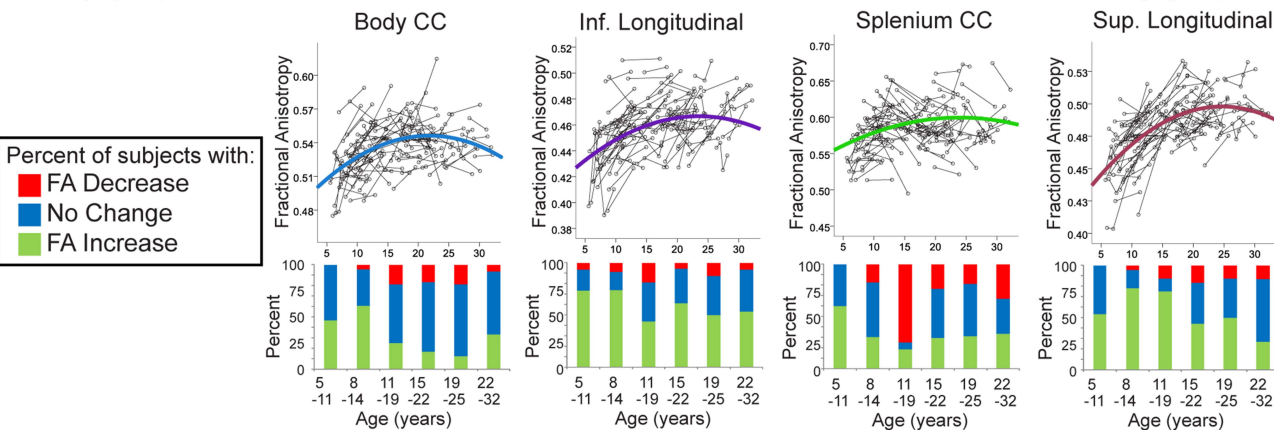 Percent of subjects with:
FA Decrease
No Change
FA Increase
Body CC
Fractional Anisotropy
0.60
0.57
0.54
0.51
0.48
5 10 15 20 25 30
Percent
100
75
50
25
0
5 8 11 15 19 22
-11 -14 -19 -22 -25 -32
Age (years)
Inf. Longitudinal
Fractional Anisotropy
0.52
0.50
0.48
0.46
0.44
0.42
0.40
0.38
5 10 15 20 25 30
Percent
100
75
50
25
0
5 8 11 15 19 22
-11 -14 -19 -22 -25 -32
Age (years)
Splenium CC
Fractional Anisotropy
0.70
0.65
0.60
0.55
0.50
0.45
5 10 15 20 25 30
Percent
100
75
50
25
0
5 8 11 15 19 22
-11 -14 -19 -22 -25 -32
Age (years)
Sup. Longitudinal
Fractional Anisotropy
0.53
0.50
0.48
0.45
0.43
0.40
5 10 15 20 25 30
Percent
100
75
50
25
0
5 8 11 15 19 22
-11 -14 -19 -22 -25 -32
Age (years)